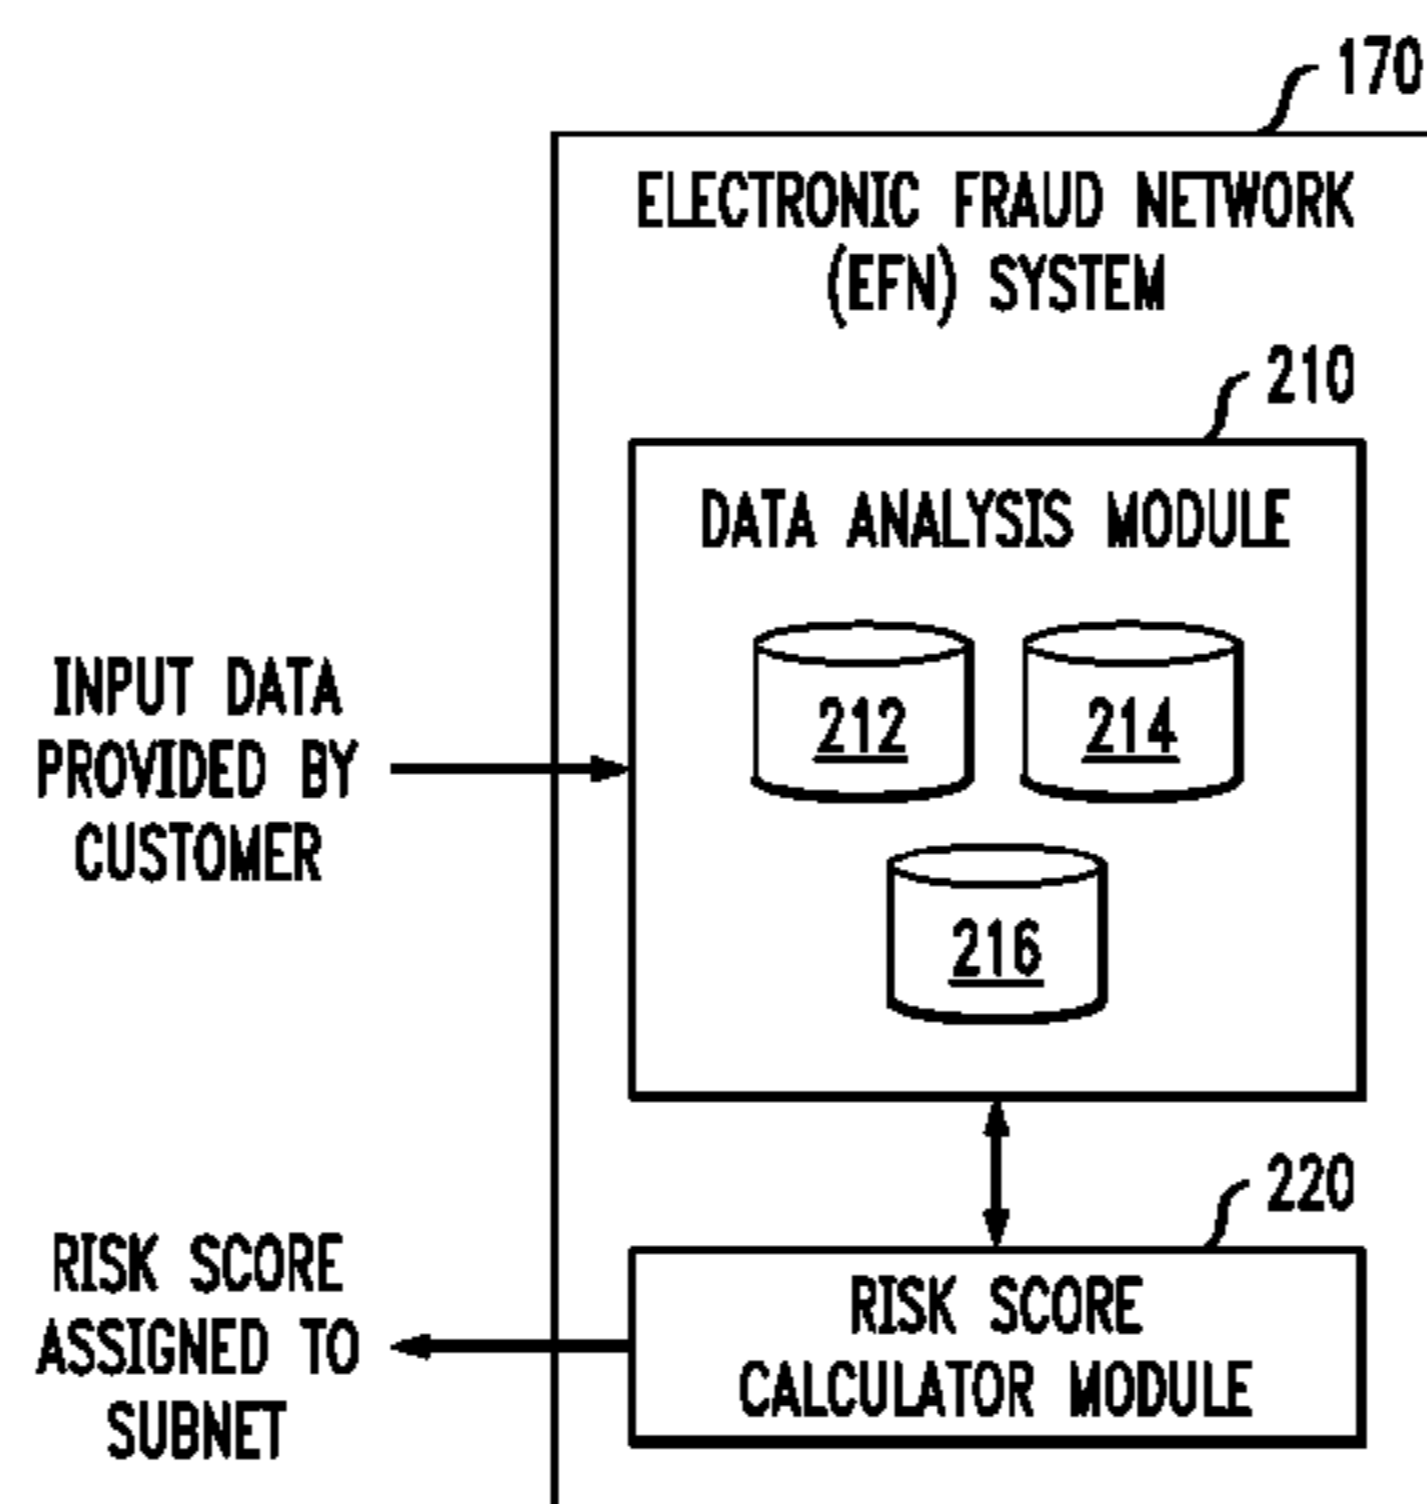 170
ELECTRONIC FRAUD NETWORK
(EFN) SYSTEM
210
DATA ANALYSIS MODULE
212
214
216
INPUT DATA
PROVIDED BY
CUSTOMER
220
RISK SCORE
CALCULATOR MODULE
RISK SCORE
ASSIGNED TO
SUBNET